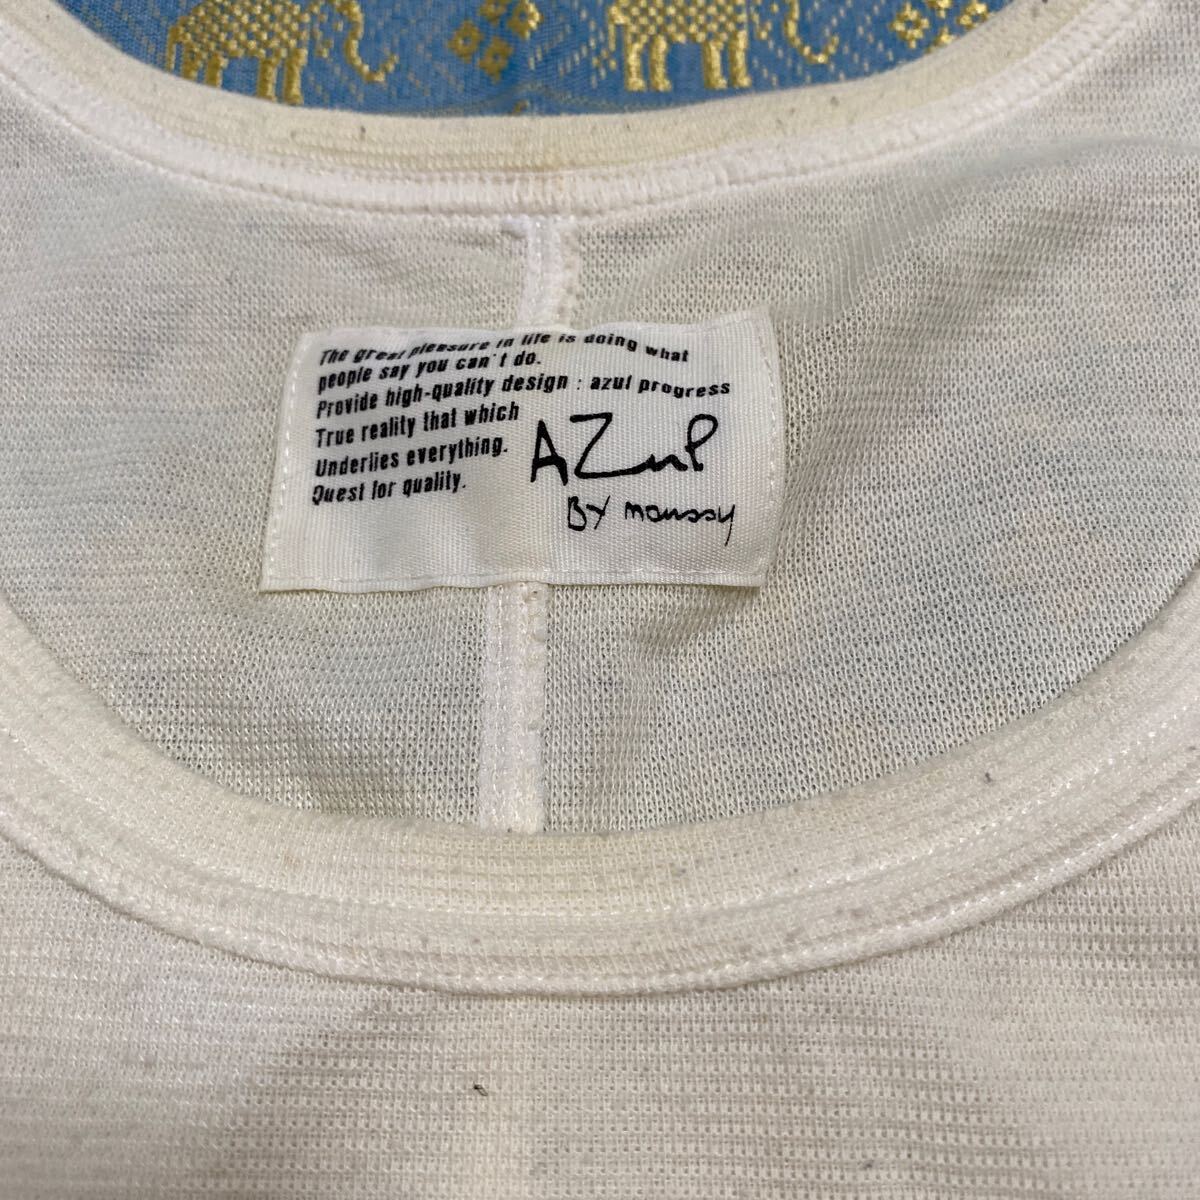 The great pleasure in life is doing what
people say you can't do.
Provide high-quality design : azul progress
True reality that which
Underlies everything.
Quest for quality.
AZUL
BY moussy